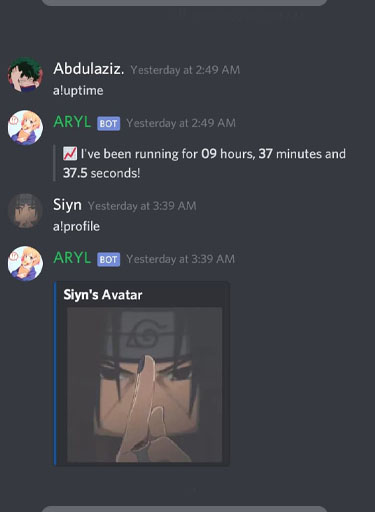 Abdulaziz. Yesterday at 2:49 AM
a!uptime
ARYL BOT Yesterday at 2:49 AM
I've been running for 09 hours, 37 minutes and
37.5 seconds!
Siyn Yesterday at 3:39 AM
a!profile
ARYL BOT Yesterday at 3:39 AM
Siyn's Avatar